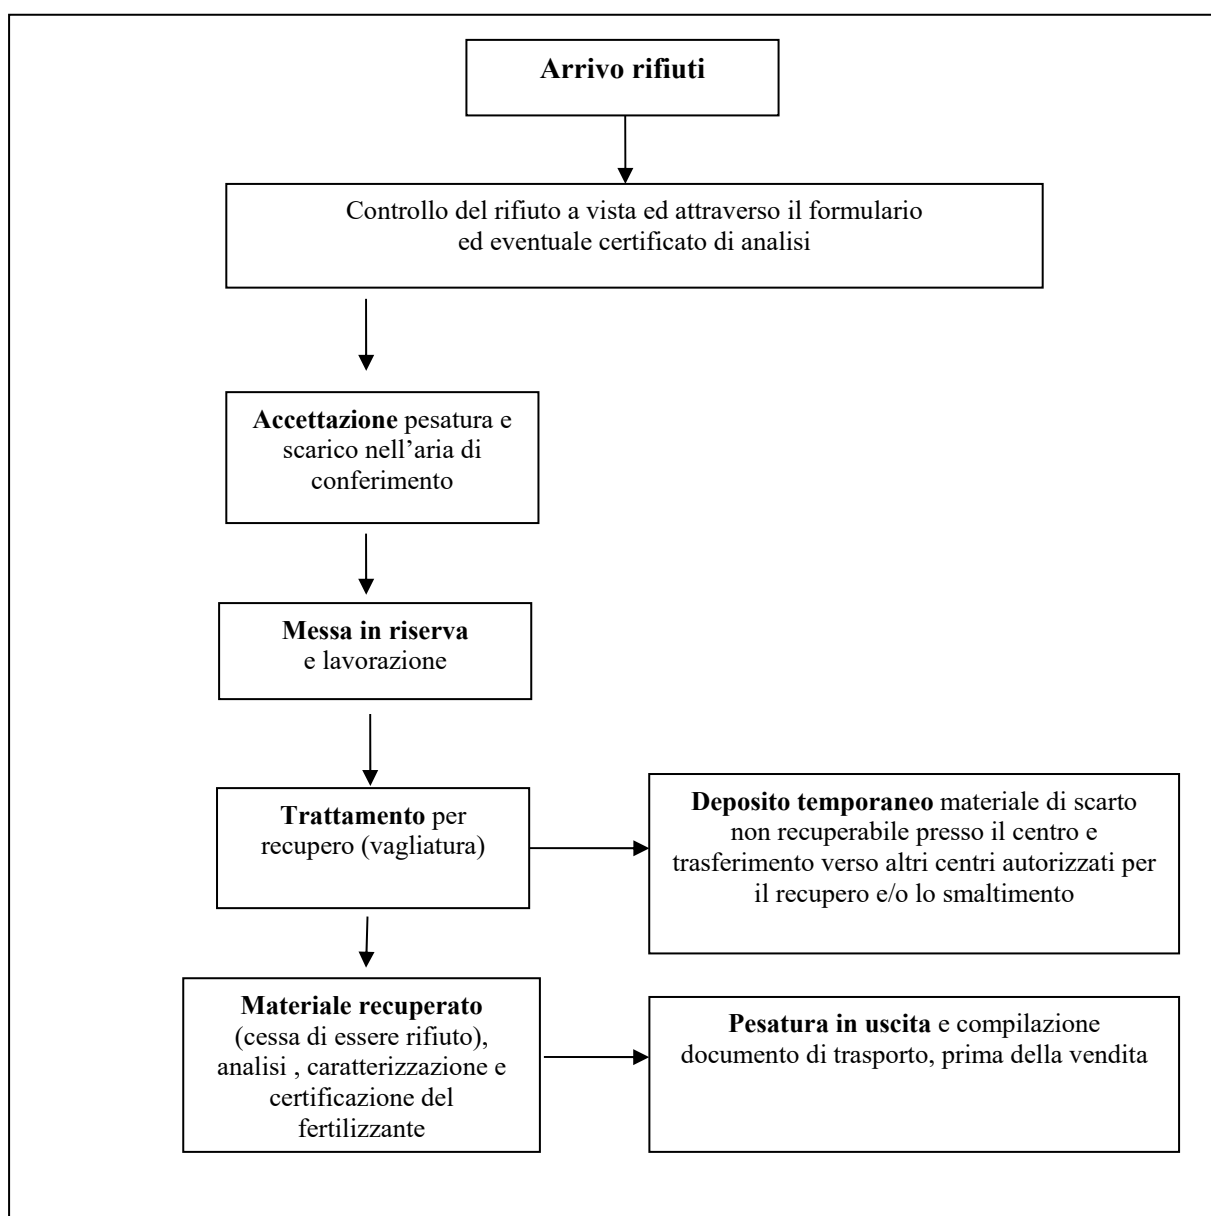 Arrivo rifiuti
Controllo del rifiuto a vista ed attraverso il formulario
ed eventuale certificato di analisi
Accettazione pesatura e
scarico nell’aria di
conferimento
Messa in riserva
e lavorazione
Trattamento per
recupero (vagliatura)
Deposito temporaneo materiale di scarto
non recuperabile presso il centro e
trasferimento verso altri centri autorizzati per
il recupero e/o lo smaltimento
Materiale recuperato
(cessa di essere rifiuto),
analisi , caratterizzazione e
certificazione del
fertilizzante
Pesatura in uscita e compilazione
documento di trasporto, prima della vendita